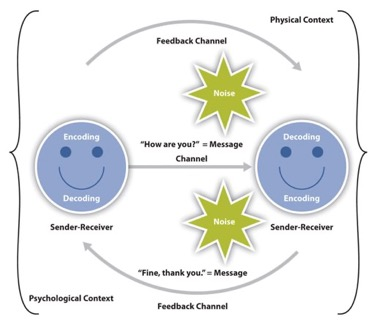 Physical Context
Feedback Channel
Noise
Encoding
Decoding
“How are you?” = Message
Channel
Decoding
Encoding
Sender-Receiver
Noise
Sender-Receiver
“Fine, thank you.” = Message
Psychological Context
Feedback Channel